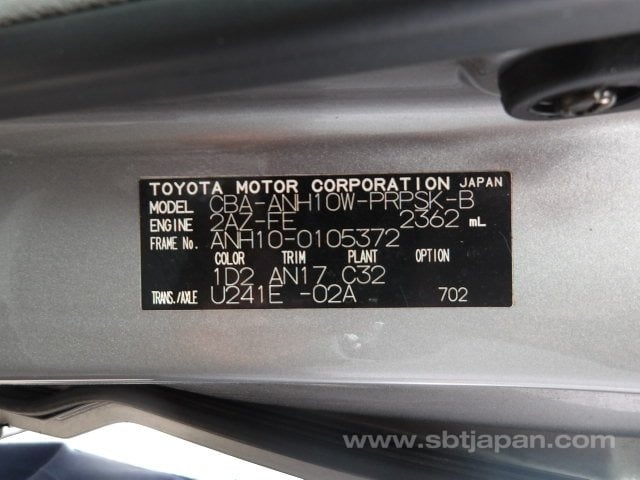 TOYOTA MOTOR CORPORATION JAPAN
MODEL CBA-ANH10W-PRPSK-B
ENGINE 2AZ-FE 2362 mL
FRAME No. ANH10-0105372
COLOR TRIM PLANT OPTION
1D2 AN17 C32
TRANS./AXLE U241E -02A 702
www.sbtjapan.com